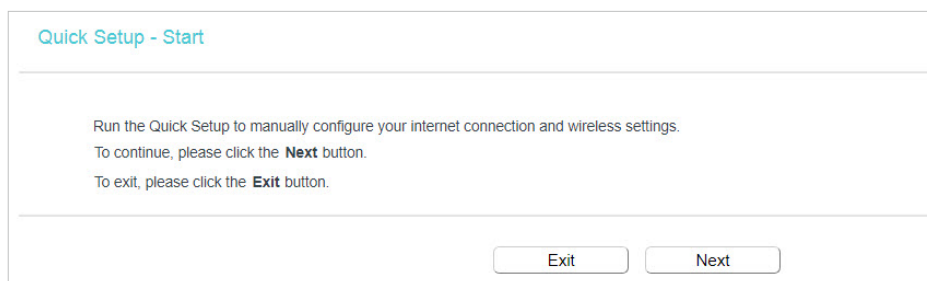 Quick Setup - Start
Run the Quick Setup to manually configure your internet connection and wireless settings.
To continue, please click the Next button.
To exit, please click the Exit button.
Exit Next